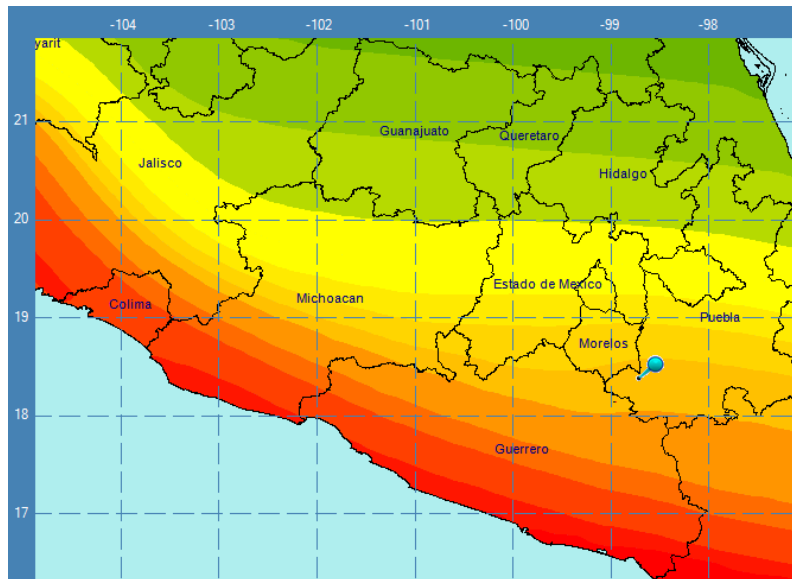 -104 -103 -102 -101 -100 -99 -98
yarit
21
Guanajuato
Queretaro
Jalisco
Hidalgo
20
Estado de Mexico
Michoacan
Colima
19
Puebla
Morelos
18
Guerrero
17